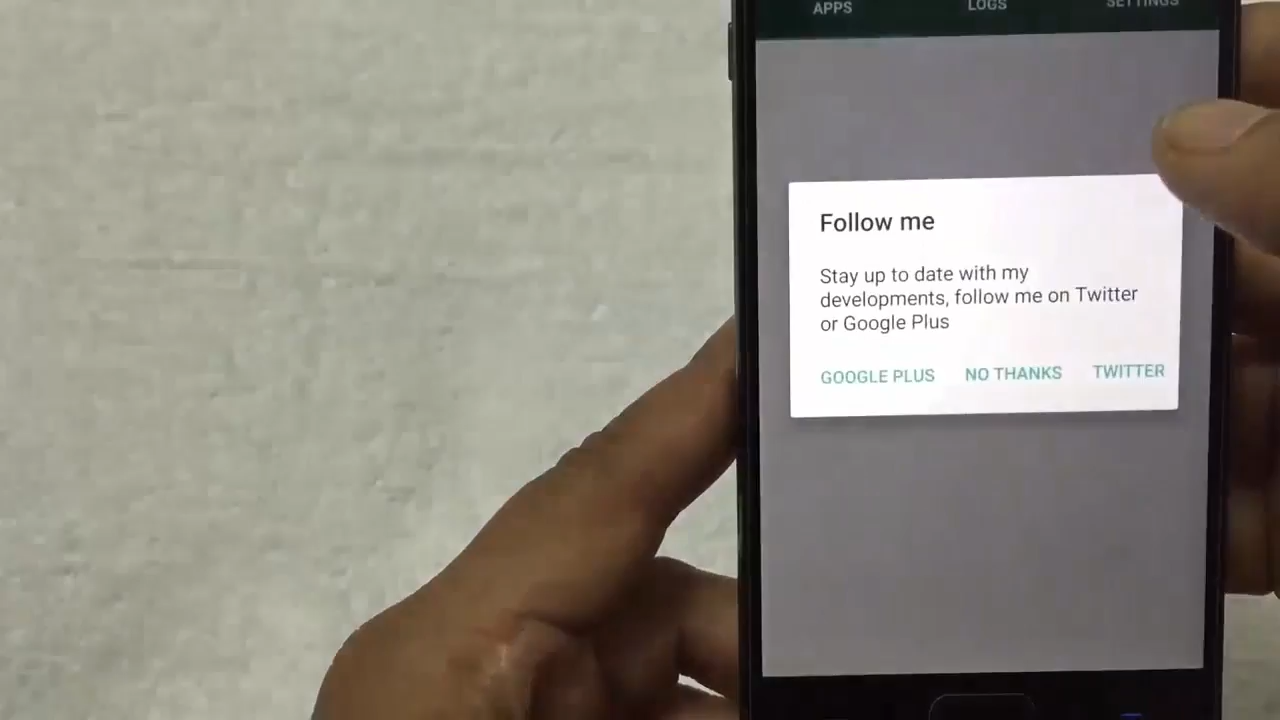 APPS LOGS SETTINGS
Follow me
Stay up to date with my
developments, follow me on Twitter
or Google Plus
GOOGLE PLUS NO THANKS TWITTER